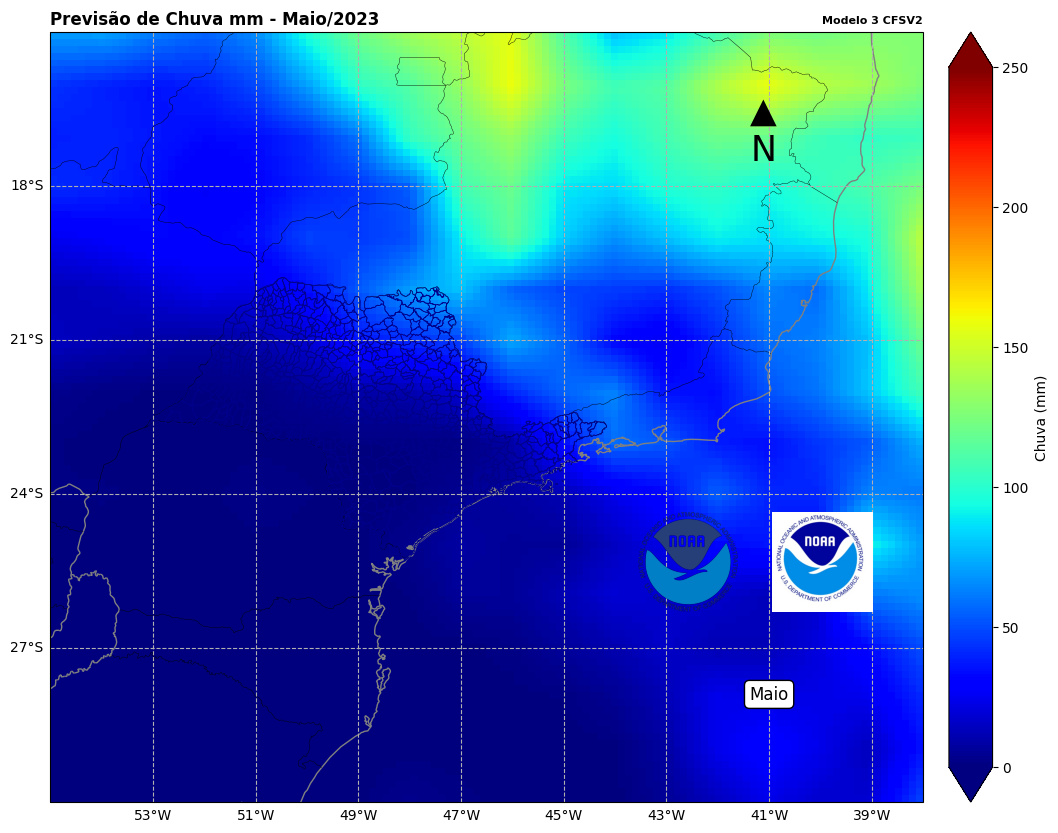 Previsão de Chuva mm - Maio/2023
Modelo 3 CFSV2
N
18°S
21°S
24°S
27°S
53°W 51°W 49°W 47°W 45°W 43°W 41°W 39°W
250
200
150
100
50
0
Chuva (mm)
NOAA
NATIONAL OCEANIC AND ATMOSPHERIC ADMINISTRATION
NOAA
U.S. DEPARTMENT OF COMMERCE
Maio